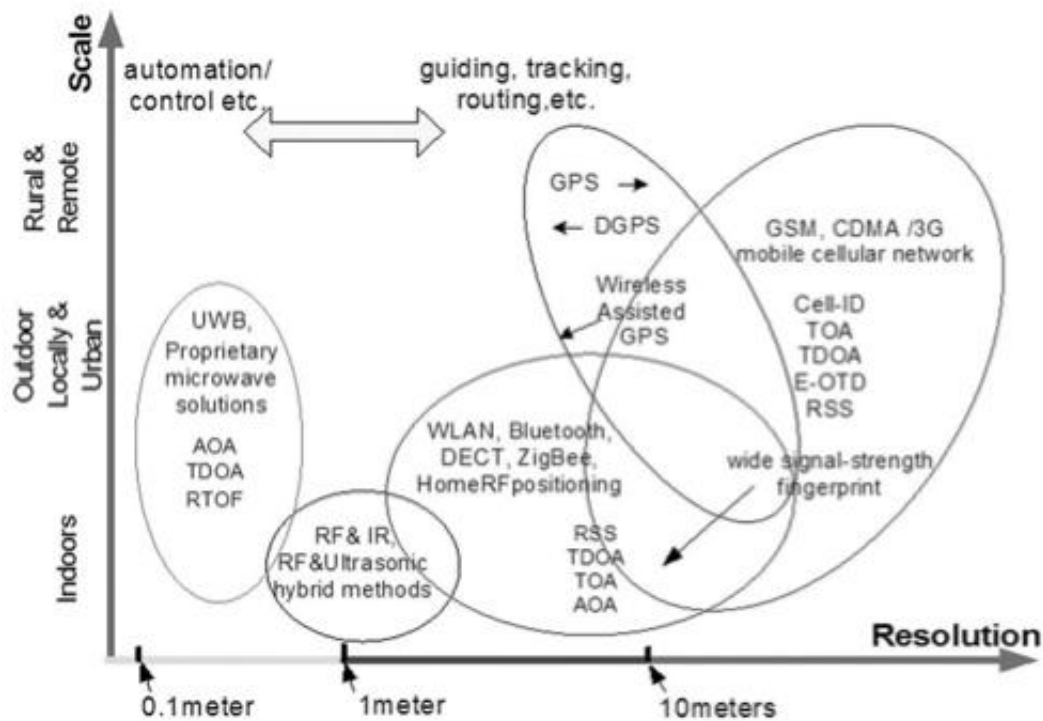 Scale
automation/
control etc.
guiding, tracking,
routing,etc.
Rural &
Remote
GPS
DGPS
GSM, CDMA /3G
mobile cellular network
Wireless
Assisted
GPS
Cell-ID
TOA
TDOA
E-OTD
RSS
Outdoor
Locally &
Urban
UWB,
Proprietary
microwave
solutions
AOA
TDOA
RTOF
WLAN, Bluetooth,
DECT, ZigBee,
HomeRFpositioning
wide signal-strength
fingerprint
Indoors
RF& IR,
RF&Ultrasonic
hybrid methods
RSS
TDOA
TOA
AOA
Resolution
0.1meter
1meter
10meters